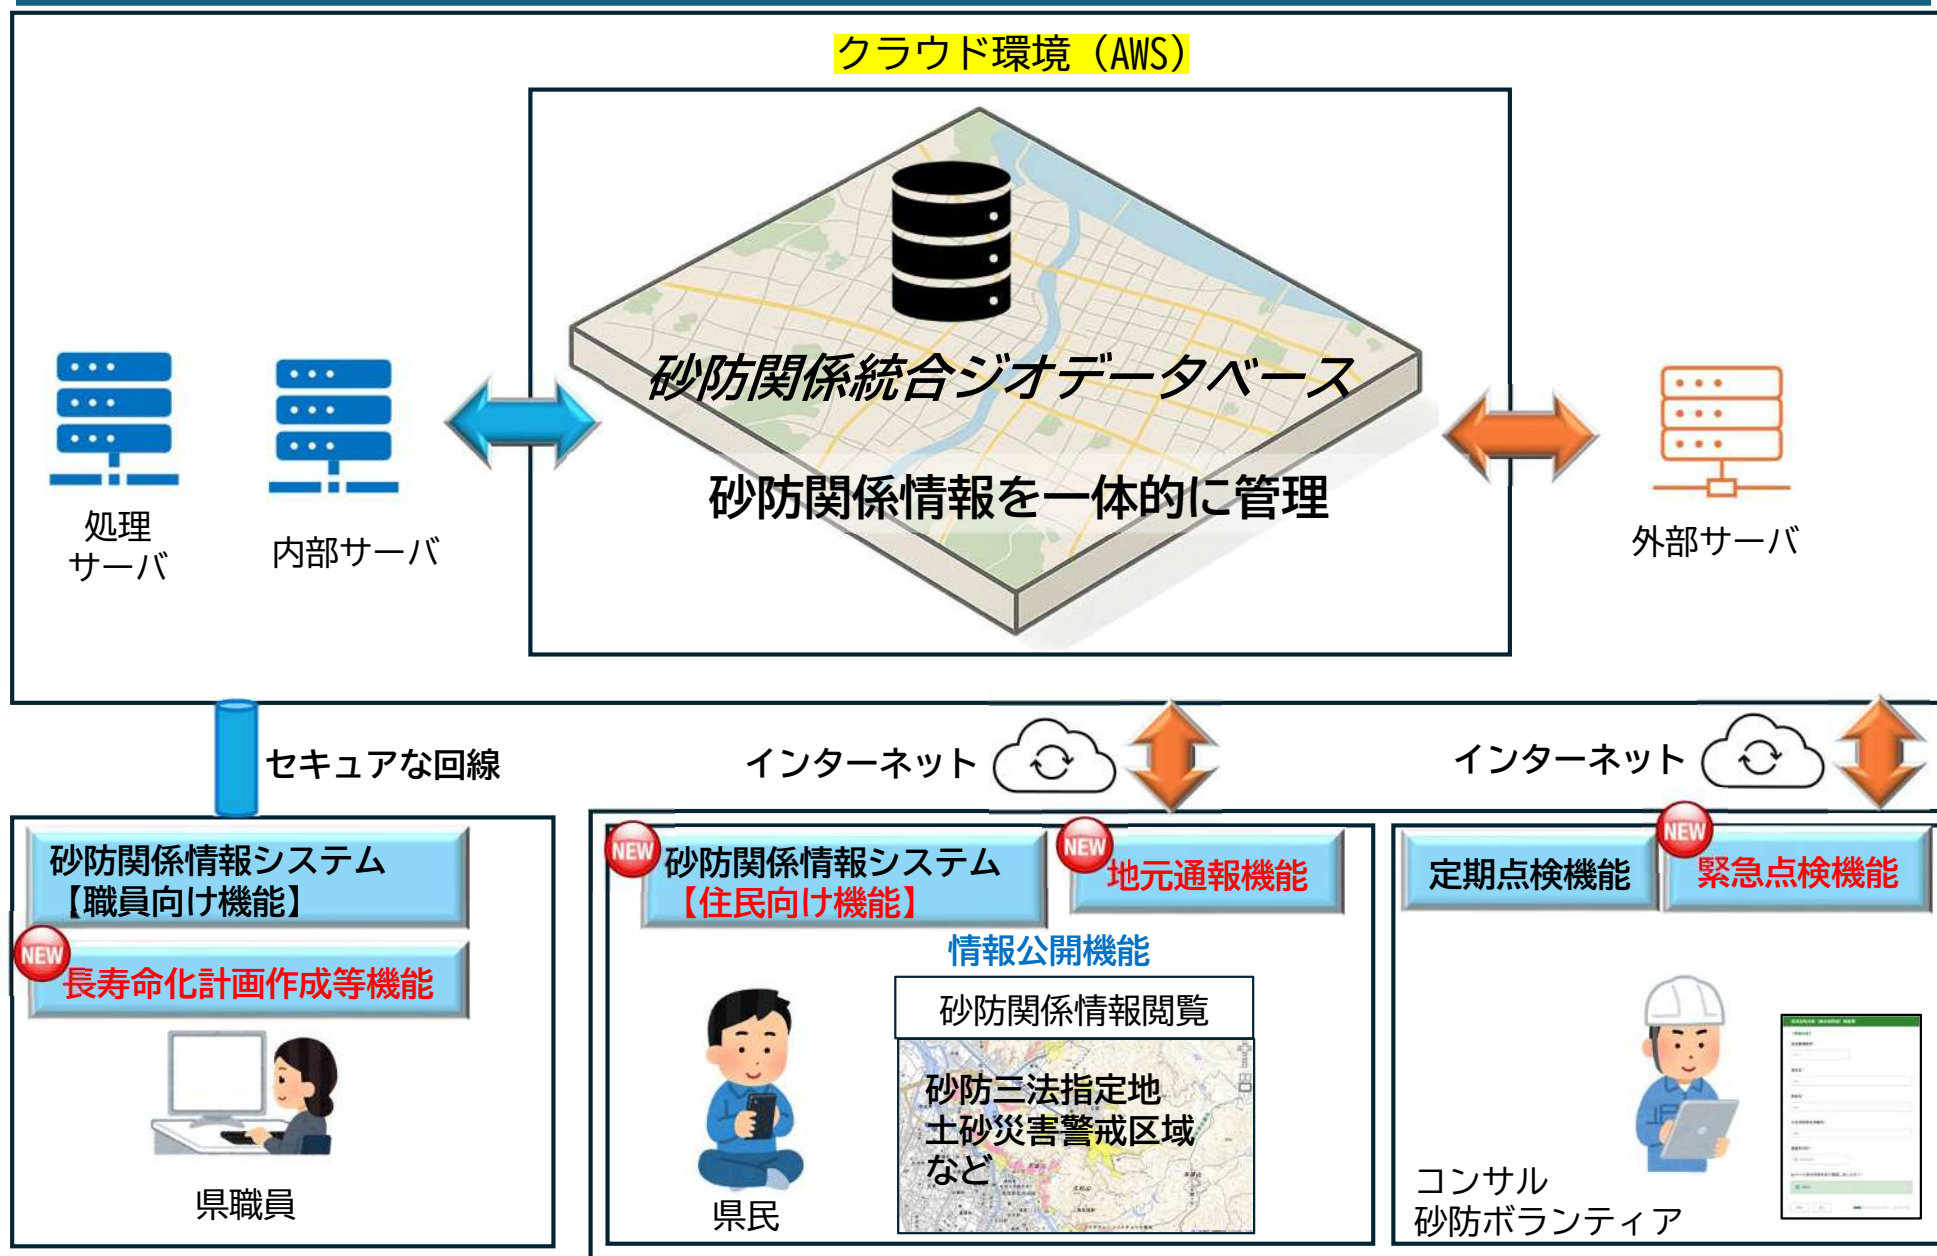 クラウド環境（AWS）
砂防関係統合ジオデータベース
砂防関係情報を一体的に管理
処理
サーバ
内部サーバ
外部サーバ
セキュアな回線
インターネット
インターネット
砂防関係情報システム
【職員向け機能】
NEW
長寿命化計画作成等機能
県職員
NEW
砂防関係情報システム
【住民向け機能】
NEW
地元通報機能
情報公開機能
砂防関係情報閲覧
砂防三法指定地
土砂災害警戒区域
など
県民
定期点検機能
NEW
緊急点検機能
コンサル
砂防ボランティア